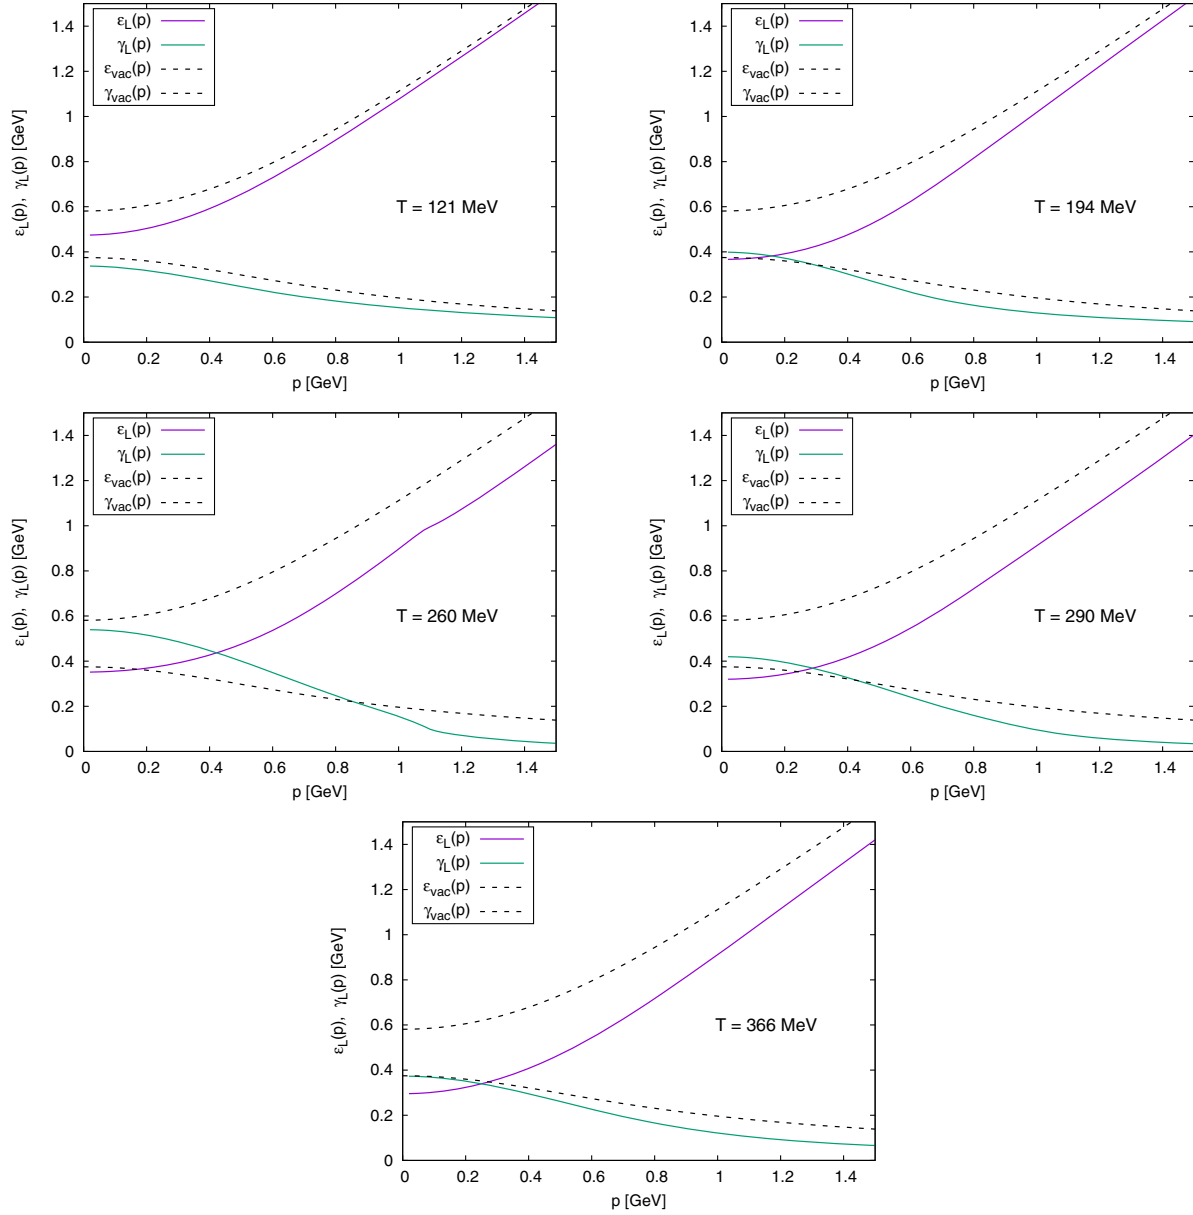 1.4
1.2
1
0.8
0.6
0.4
0.2
0
ε_L(p), γ_L(p) [GeV]
ε_L(p)
γ_L(p)
ε_vac(p)
γ_vac(p)
T = 121 MeV
0 0.2 0.4 0.6 0.8 1 1.2 1.4
p [GeV]
1.4
1.2
1
0.8
0.6
0.4
0.2
0
ε_L(p), γ_L(p) [GeV]
ε_L(p)
γ_L(p)
ε_vac(p)
γ_vac(p)
T = 194 MeV
0 0.2 0.4 0.6 0.8 1 1.2 1.4
p [GeV]
1.4
1.2
1
0.8
0.6
0.4
0.2
0
ε_L(p), γ_L(p) [GeV]
ε_L(p)
γ_L(p)
ε_vac(p)
γ_vac(p)
T = 260 MeV
0 0.2 0.4 0.6 0.8 1 1.2 1.4
p [GeV]
1.4
1.2
1
0.8
0.6
0.4
0.2
0
ε_L(p), γ_L(p) [GeV]
ε_L(p)
γ_L(p)
ε_vac(p)
γ_vac(p)
T = 290 MeV
0 0.2 0.4 0.6 0.8 1 1.2 1.4
p [GeV]
1.4
1.2
1
0.8
0.6
0.4
0.2
0
ε_L(p), γ_L(p) [GeV]
ε_L(p)
γ_L(p)
ε_vac(p)
γ_vac(p)
T = 366 MeV
0 0.2 0.4 0.6 0.8 1 1.2 1.4
p [GeV]